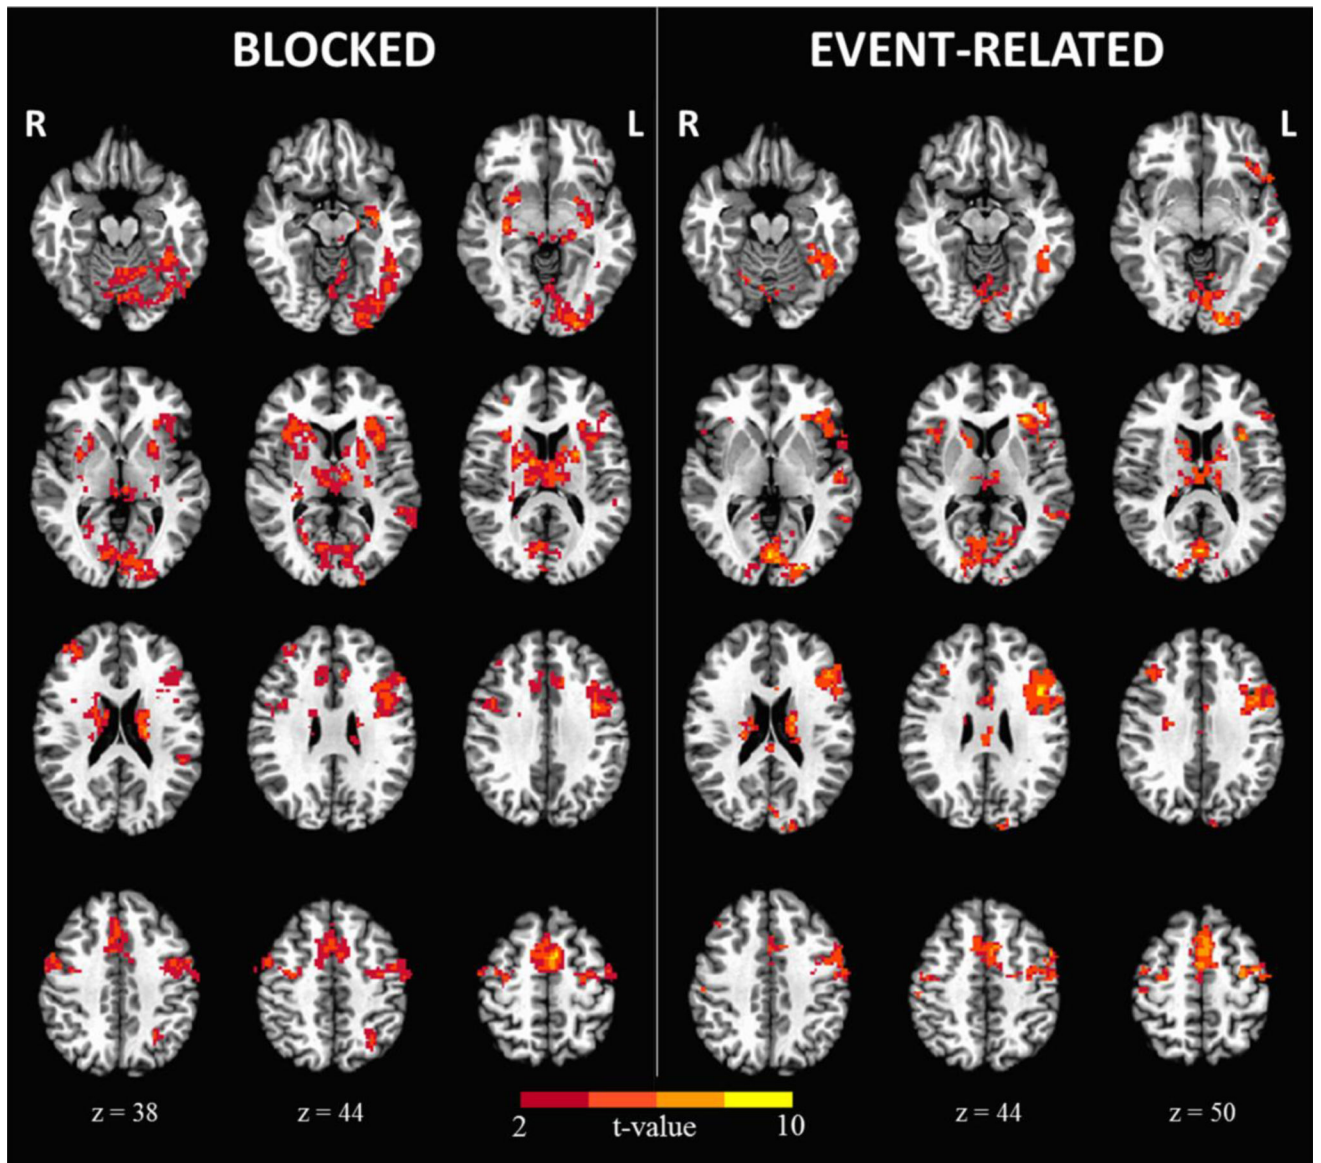 BLOCKED
EVENT-RELATED
R
L
R
L
z = 38
z = 44
2
t-value
10
z = 44
z = 50